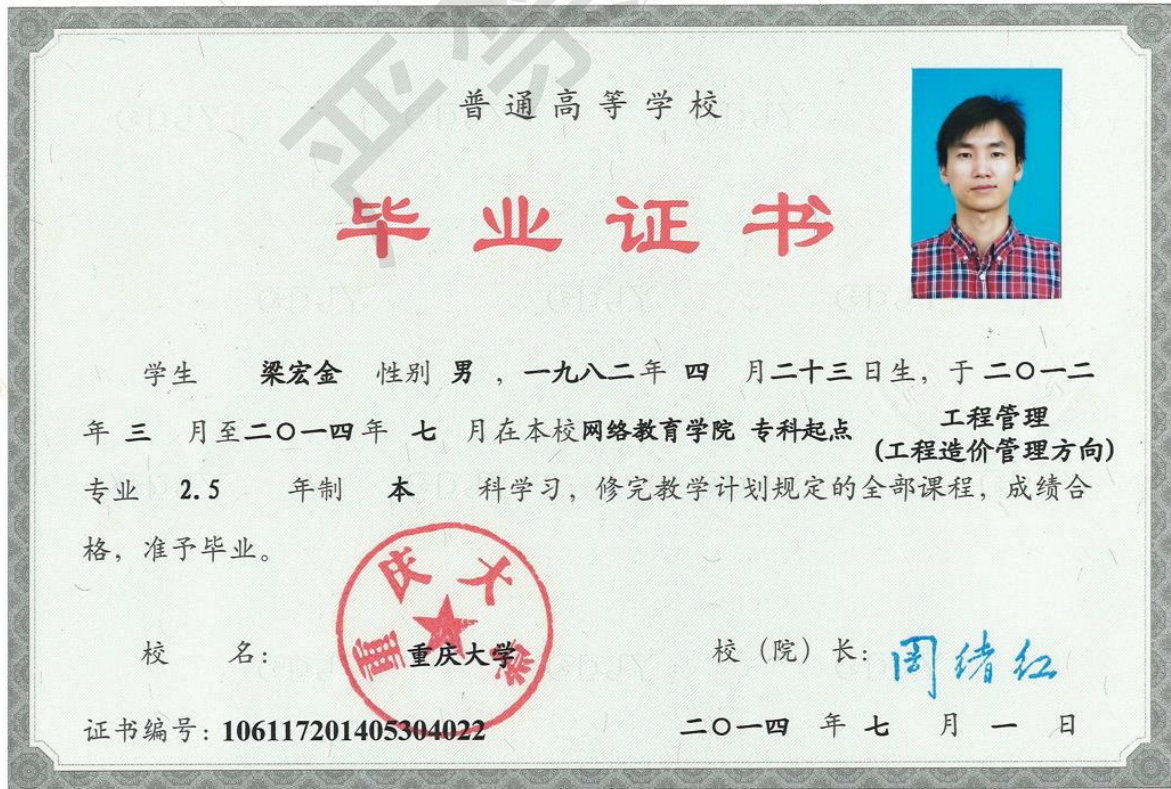 普通高等学校
毕业证书
学生 梁宏金 性别 男 ，一九八二年 四 月二十三日生，于二〇一二
年 三 月至二〇一四年 七 月在本校网络教育学院 专科起点 工程管理
(工程造价管理方向)
专业 2.5 年制 本 科学习，修完教学计划规定的全部课程，成绩合
格，准予毕业。
重庆大学
校 名： 重庆大学 校（院）长：周绪红
证书编号：106117201405304022 二〇一四 年 七 月 一 日